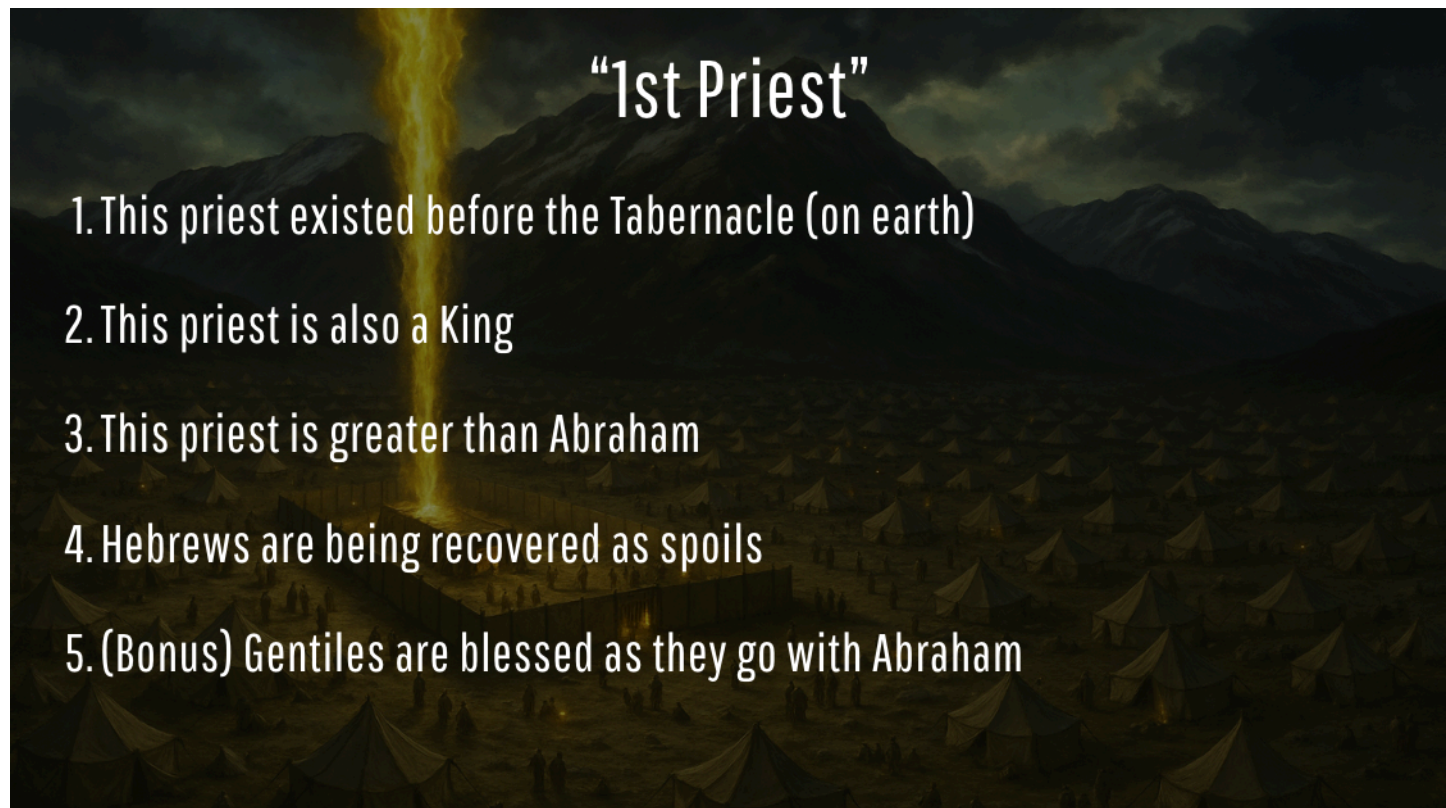 “1st Priest”
1. This priest existed before the Tabernacle (on earth)
2. This priest is also a King
3. This priest is greater than Abraham
4. Hebrews are being recovered as spoils
5. (Bonus) Gentiles are blessed as they go with Abraham